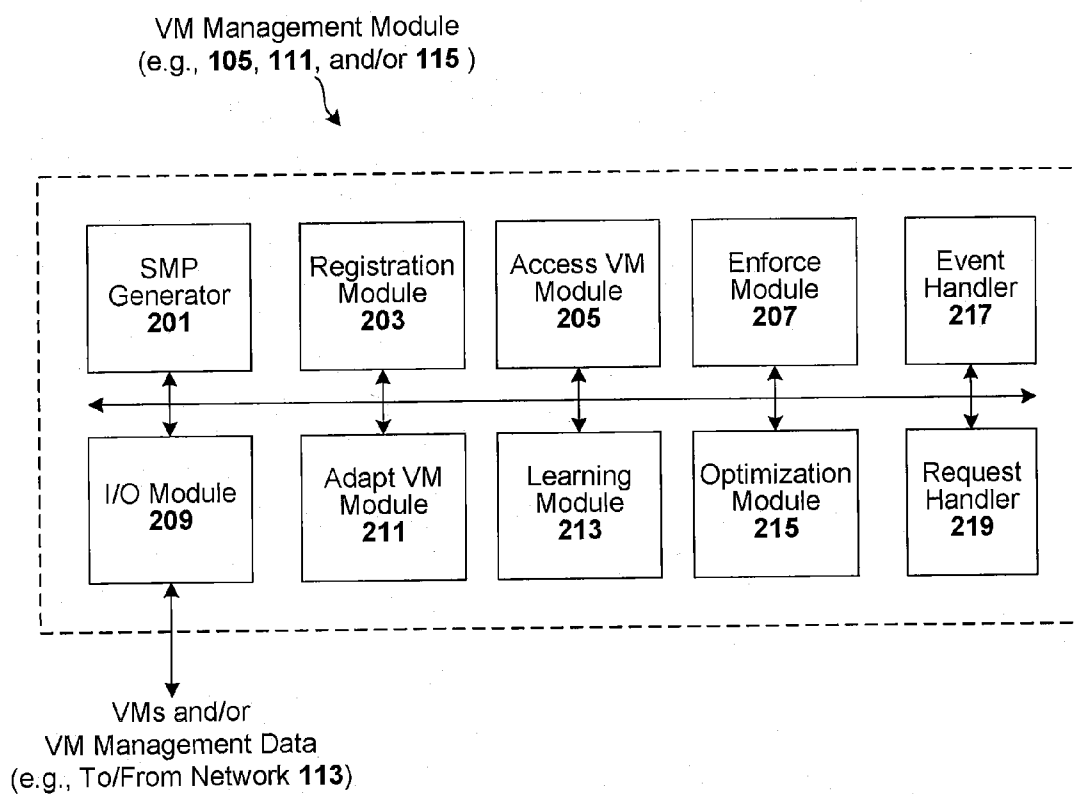 VM Management Module
(e.g., 105, 111, and/or 115 )
SMP
Generator
201
Registration
Module
203
Access VM
Module
205
Enforce
Module
207
Event
Handler
217
I/O Module
209
Adapt VM
Module
211
Learning
Module
213
Optimization
Module
215
Request
Handler
219
VMs and/or
VM Management Data
(e.g., To/From Network 113)